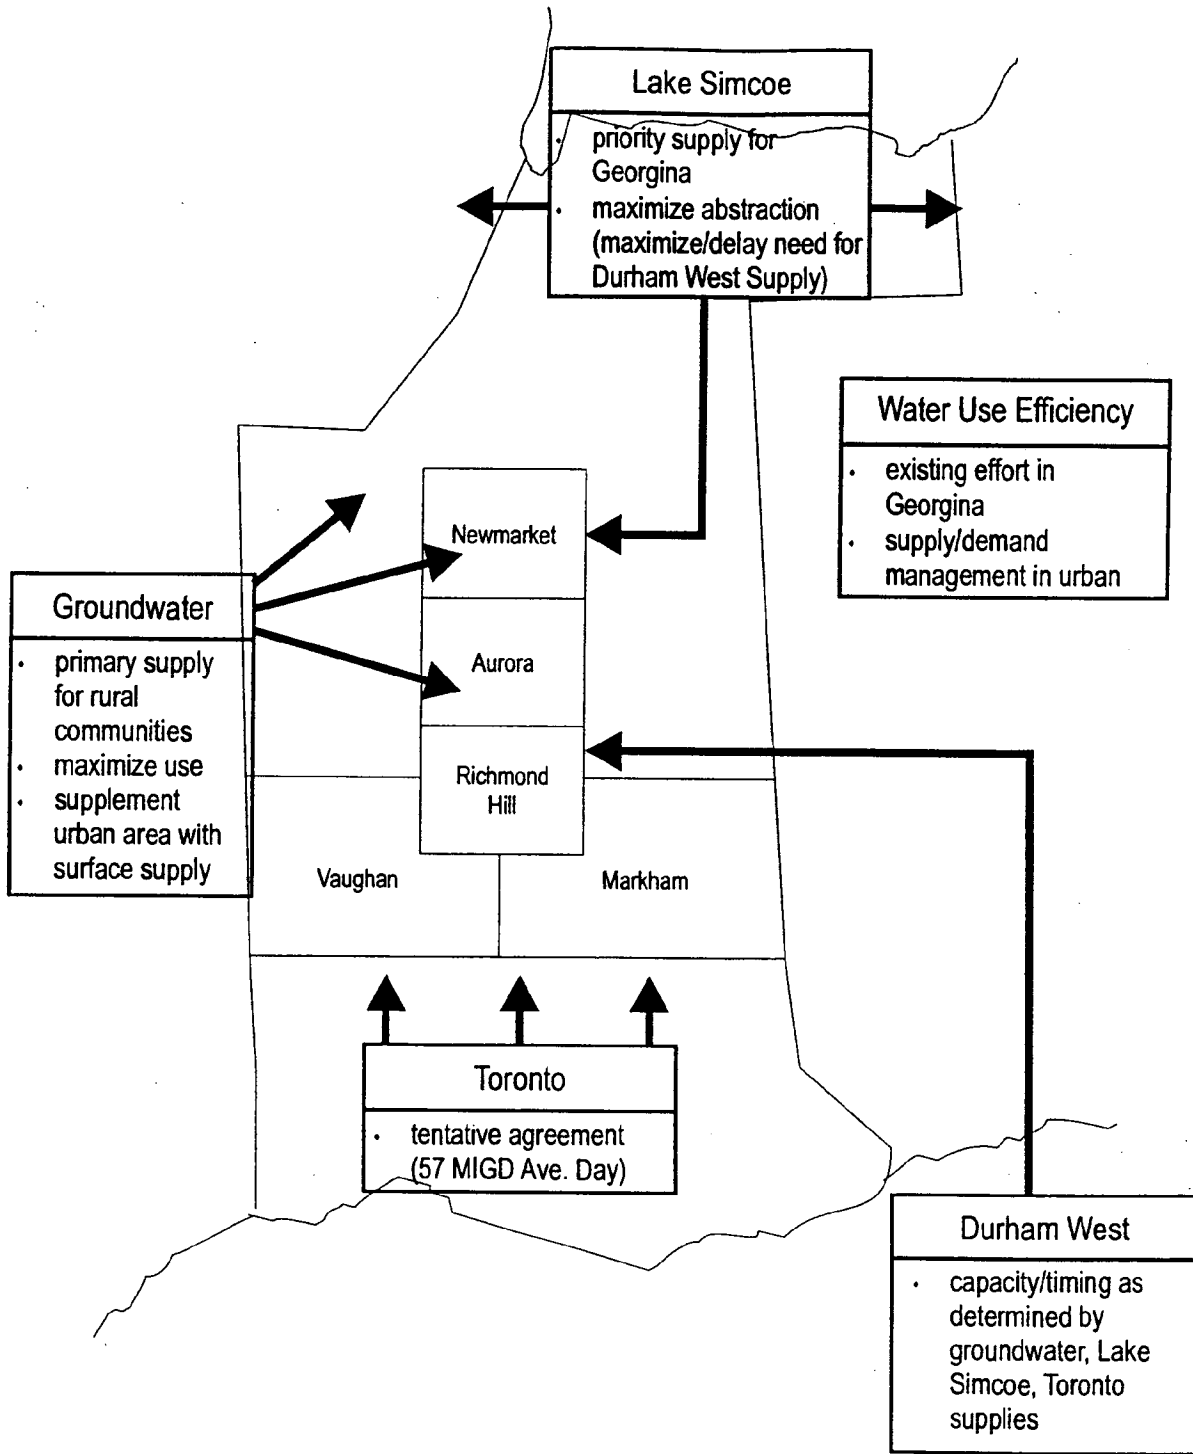 Lake Simcoe
· priority supply for
Georgina
· maximize abstraction
(maximize/delay need for
Durham West Supply)
Water Use Efficiency
· existing effort in
Georgina
· supply/demand
management in urban
Newmarket
Groundwater
· primary supply
for rural
communities
· maximize use
· supplement
urban area with
surface supply
Aurora
Richmond
Hill
Vaughan
Markham
Toronto
· tentative agreement
(57 MIGD Ave. Day)
Durham West
· capacity/timing as
determined by
groundwater, Lake
Simcoe, Toronto
supplies